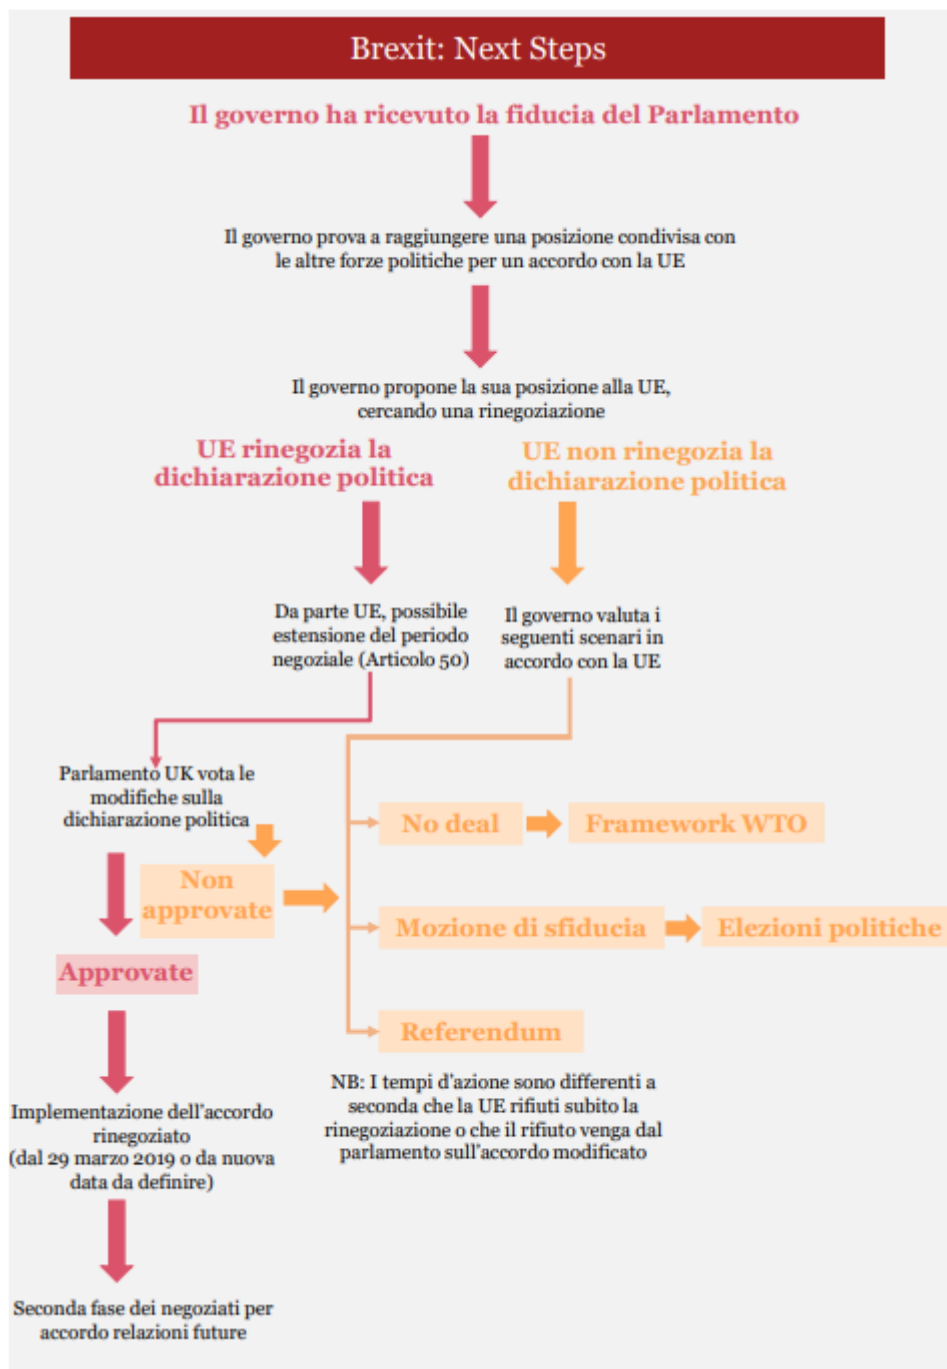 Brexit: Next Steps
Il governo ha ricevuto la fiducia del Parlamento
Il governo prova a raggiungere una posizione condivisa con
le altre forze politiche per un accordo con la UE
Il governo propone la sua posizione alla UE,
cercando una rinegoziazione
UE rinegozia la
dichiarazione politica
UE non rinegozia la
dichiarazione politica
Da parte UE, possibile
estensione del periodo
negoziale (Articolo 50)
Il governo valuta i
seguenti scenari in
accordo con la UE
Parlamento UK vota le
modifiche sulla
dichiarazione politica
No deal
Framework WTO
Non
approvate
Mozione di sfiducia
Elezioni politiche
Approvate
Referendum
NB: I tempi d'azione sono differenti a
seconda che la UE rifiuti subito la
rinegoziazione o che il rifiuto venga dal
parlamento sull'accordo modificato
Implementazione dell'accordo
rinegoziato
(dal 29 marzo 2019 o da nuova
data da definire)
Seconda fase dei negoziati per
accordo relazioni future